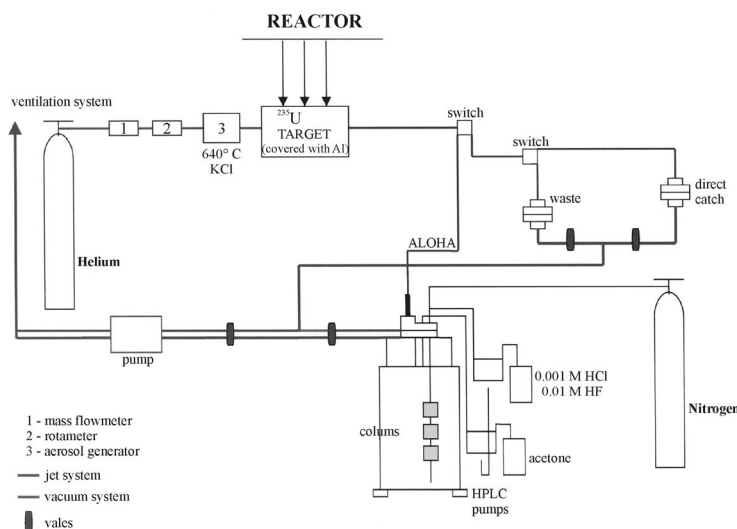 REACTOR
ventilation system
1
2
3
640° C
KCl
235U
TARGET
(covered with Al)
switch
switch
waste
direct
catch
ALOHA
Helium
pump
0.001 M HCl
0.01 M HF
Nitrogen
colums
acetone
HPLC
pumps
1 - mass flowmeter
2 - rotameter
3 - aerosol generator
jet system
vacuum system
vales